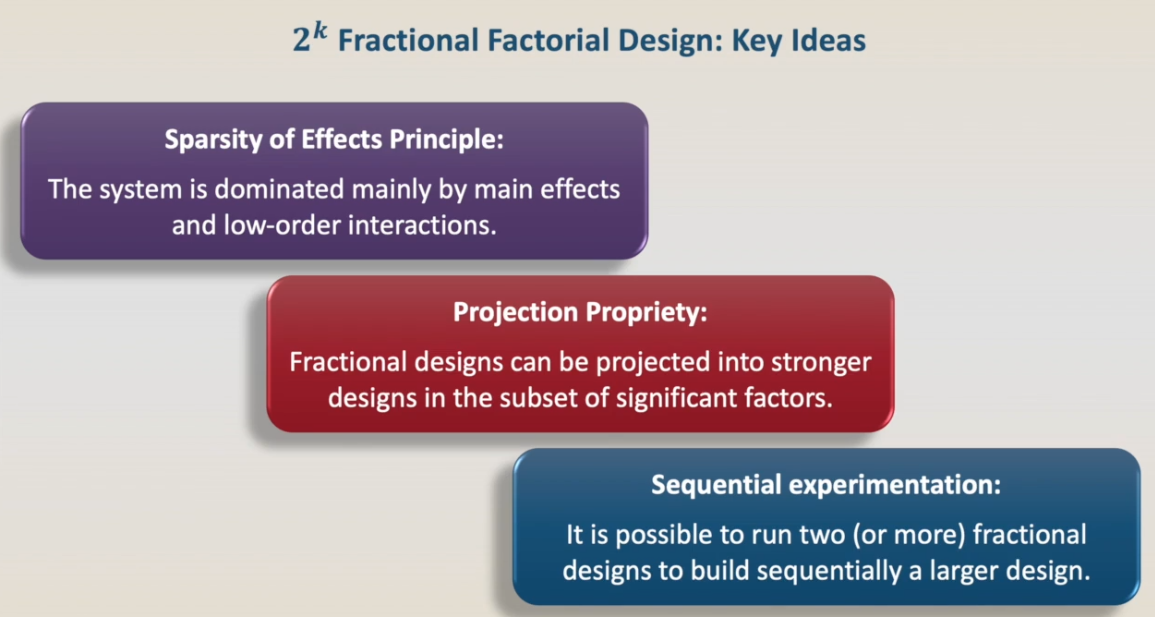 2^k Fractional Factorial Design: Key Ideas
Sparsity of Effects Principle:
The system is dominated mainly by main effects
and low-order interactions.
Projection Propriety:
Fractional designs can be projected into stronger
designs in the subset of significant factors.
Sequential experimentation:
It is possible to run two (or more) fractional
designs to build sequentially a larger design.